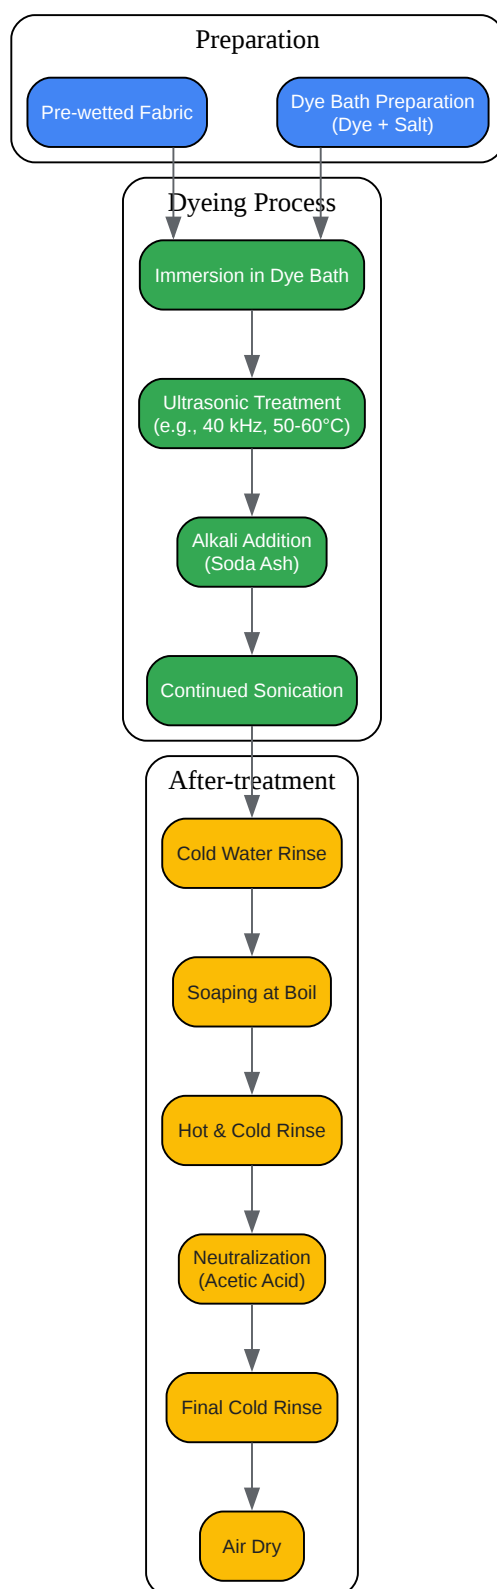 Preparation
Pre-wetted Fabric
Dye Bath Preparation
(Dye + Salt)
Dyeing Process
Immersion in Dye Bath
Ultrasonic Treatment
(e.g., 40 kHz, 50-60°C)
Alkali Addition
(Soda Ash)
Continued Sonication
After-treatment
Cold Water Rinse
Soaping at Boil
Hot & Cold Rinse
Neutralization
(Acetic Acid)
Final Cold Rinse
Air Dry